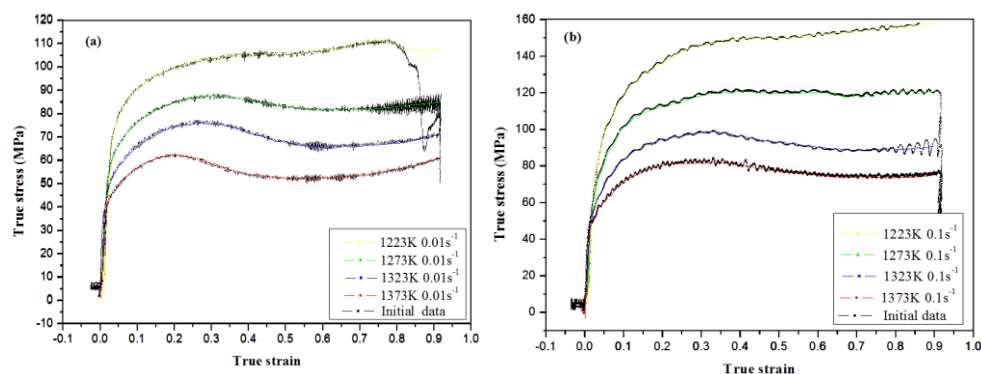 (a)
True stress (MPa)
120
110
100
90
80
70
60
50
40
30
20
10
0
-10
-0.1 0.0 0.1 0.2 0.3 0.4 0.5 0.6 0.7 0.8 0.9 1.0
True strain
1223K 0.01s⁻¹
1273K 0.01s⁻¹
1323K 0.01s⁻¹
1373K 0.01s⁻¹
Initial data
(b)
True stress (MPa)
160
140
120
100
80
60
40
20
0
-0.1 0.0 0.1 0.2 0.3 0.4 0.5 0.6 0.7 0.8 0.9 1.0
True strain
1223K 0.1s⁻¹
1273K 0.1s⁻¹
1323K 0.1s⁻¹
1373K 0.1s⁻¹
Initial data